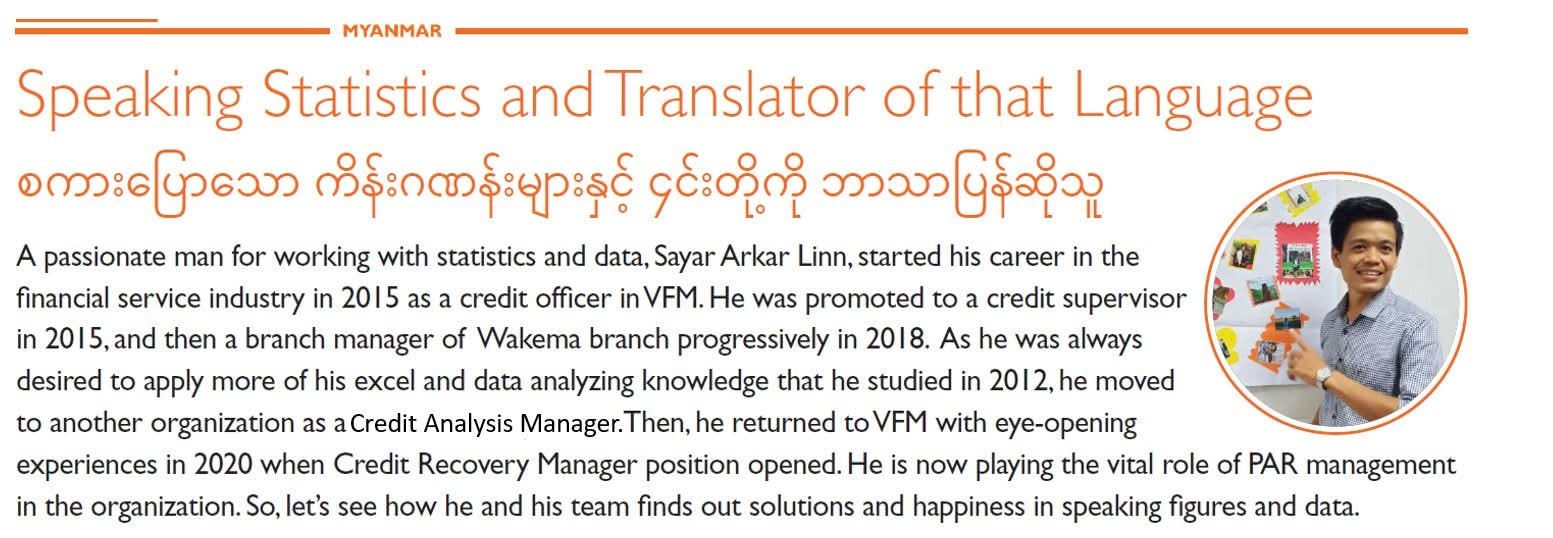 MYANMAR
Speaking Statistics and Translator of that Language
စကားပြောသော ကိန်းဂဏန်းများနှင့် ၄င်းတို့ကို ဘာသာပြန်ဆိုသူ
A passionate man for working with statistics and data, Sayar Arkar Linn, started his career in the
financial service industry in 2015 as a credit officer in VFM. He was promoted to a credit supervisor
in 2015, and then a branch manager of Wakema branch progressively in 2018. As he was always
desired to apply more of his excel and data analyzing knowledge that he studied in 2012, he moved
to another organization as a Credit Analysis Manager. Then, he returned to VFM with eye-opening
experiences in 2020 when Credit Recovery Manager position opened. He is now playing the vital role of PAR management
in the organization. So, let's see how he and his team finds out solutions and happiness in speaking figures and data.